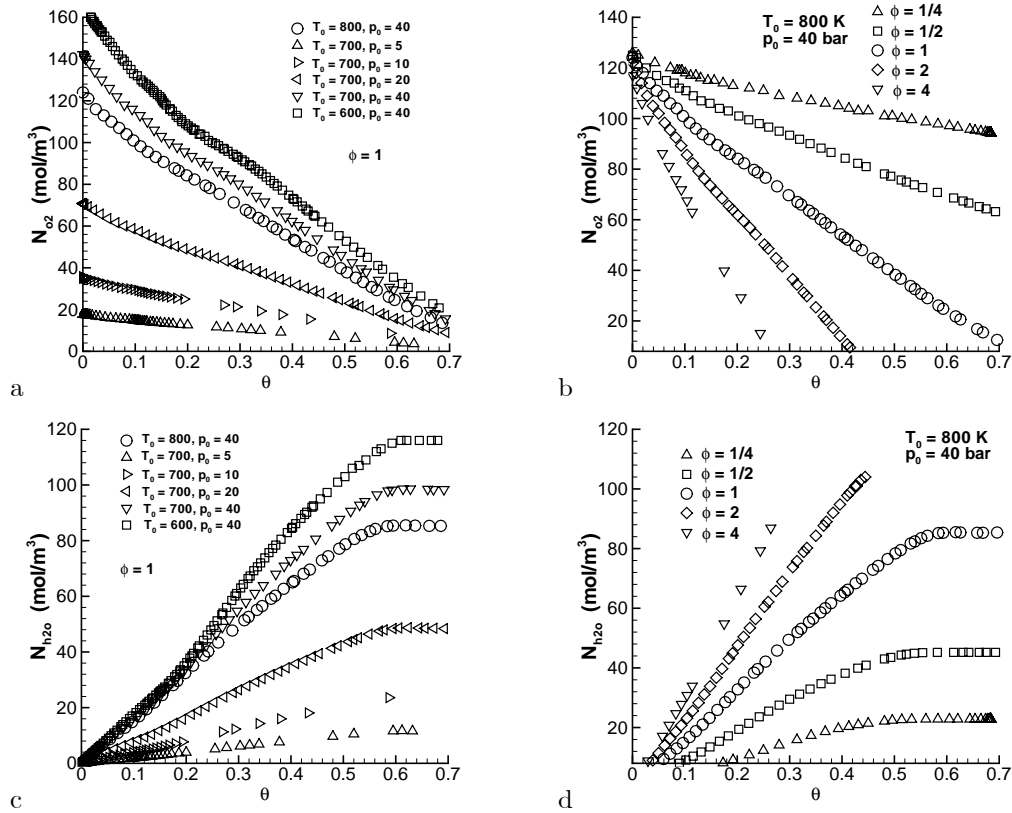 160
140
120
100
80
60
40
20
0
N_o2 (mol/m³)
0
0.1
0.2
0.3
0.4
0.5
0.6
0.7
θ
T₀ = 800, p₀ = 40
T₀ = 700, p₀ = 5
T₀ = 700, p₀ = 10
T₀ = 700, p₀ = 20
T₀ = 700, p₀ = 40
T₀ = 600, p₀ = 40
ϕ = 1
a
140
120
100
80
60
40
20
N_o2 (mol/m³)
0
0.1
0.2
0.3
0.4
0.5
0.6
0.7
θ
T₀ = 800 K
p₀ = 40 bar
ϕ = 1/4
ϕ = 1/2
ϕ = 1
ϕ = 2
ϕ = 4
b
120
100
80
60
40
20
0
N_h2o (mol/m³)
0
0.1
0.2
0.3
0.4
0.5
0.6
0.7
θ
T₀ = 800, p₀ = 40
T₀ = 700, p₀ = 5
T₀ = 700, p₀ = 10
T₀ = 700, p₀ = 20
T₀ = 700, p₀ = 40
T₀ = 600, p₀ = 40
ϕ = 1
c
120
100
80
60
40
20
N_h2o (mol/m³)
0
0.1
0.2
0.3
0.4
0.5
0.6
0.7
θ
ϕ = 1/4
ϕ = 1/2
ϕ = 1
ϕ = 2
ϕ = 4
T₀ = 800 K
p₀ = 40 bar
d